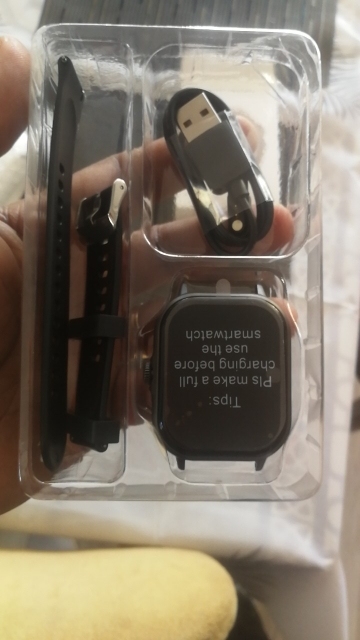 Tips:
Pls make a full
charging before
use the
smartwatch